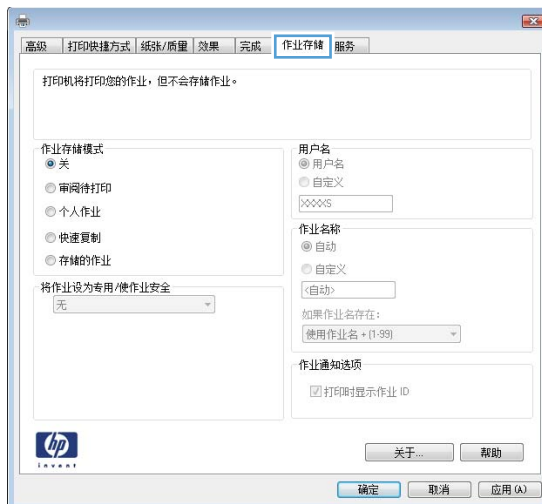 高级 打印快捷方式 纸张/质量 效果 完成 作业存储 服务
打印机将打印您的作业，但不会存储作业。
作业存储模式
关
审阅待打印
个人作业
快速复制
存储的作业
将作业设为专用/使作业安全
无
用户名
用户名
自定义
XXXXS
作业名称
自动
自定义
<自动>
如果作业名存在：
使用作业名 + (1-99)
作业通知选项
打印时显示作业 ID
hp
invent
关于... 帮助
确定 取消 应用(A)